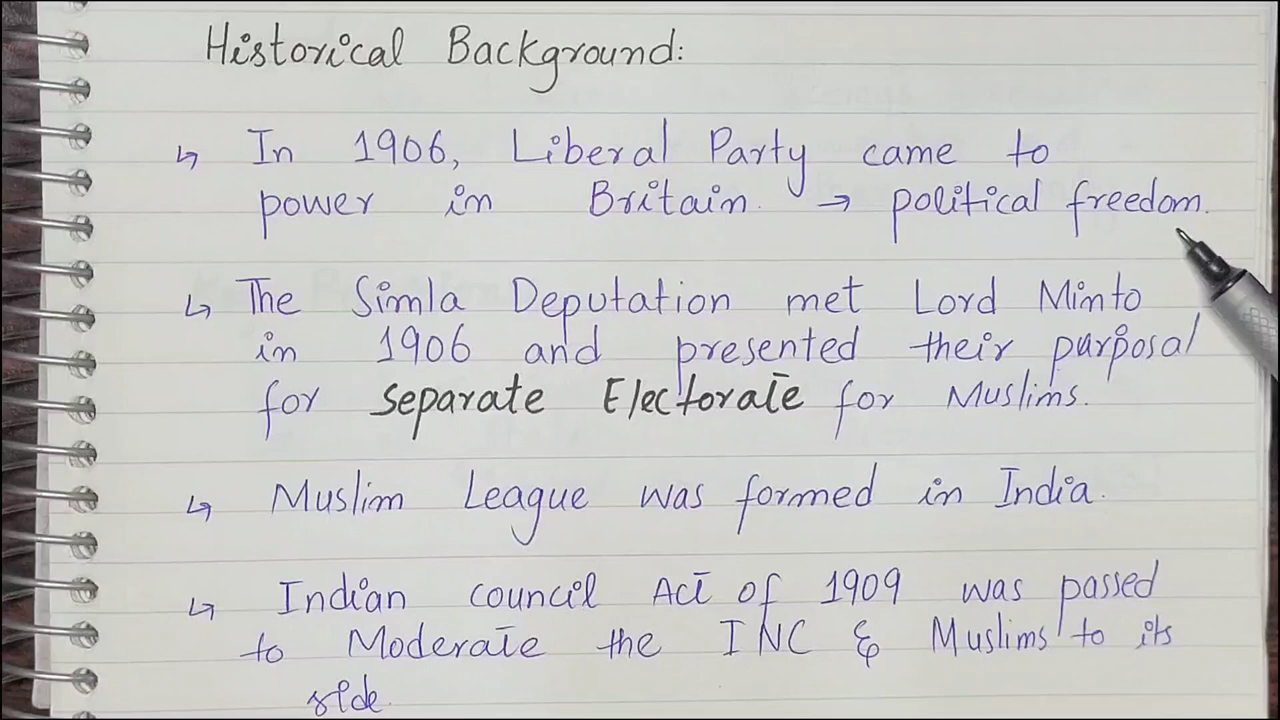 Historical Background:
↳ In 1906, Liberal Party came to
power in Britain. → political freedom.
↳ The Simla Deputation met Lord Minto
in 1906 and presented their purposal
for separate Electorate for Muslims.
↳ Muslim League was formed in India.
↳ Indian council Act of 1909 was passed
to Moderate the INC & Muslims to its
side.